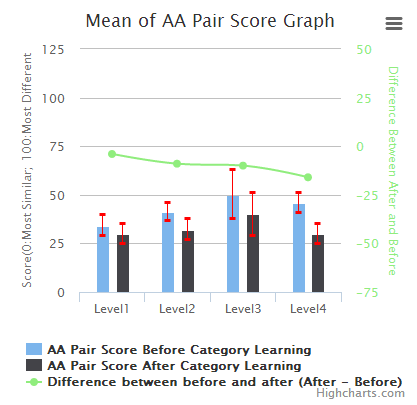 Mean of AA Pair Score Graph
Score(0:Most Similar; 100:Most Different
125
100
75
50
25
0
Level1 Level2 Level3 Level4
50
25
0
−25
−50
−75
Difference Between After and Before
AA Pair Score Before Category Learning
AA Pair Score After Category Learning
Difference between before and after (After - Before)
Highcharts.com